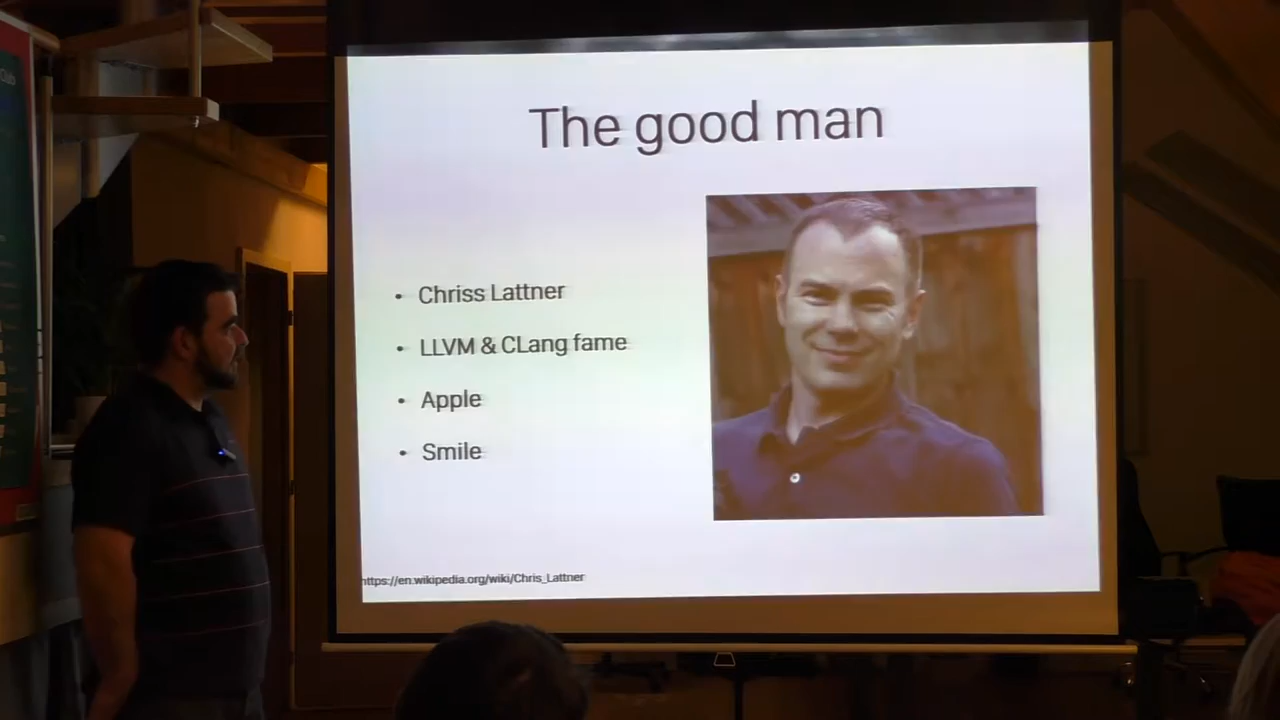 The good man
• Chriss Lattner
• LLVM & CLang fame
• Apple
• Smile
https://en.wikipedia.org/wiki/Chris_Lattner